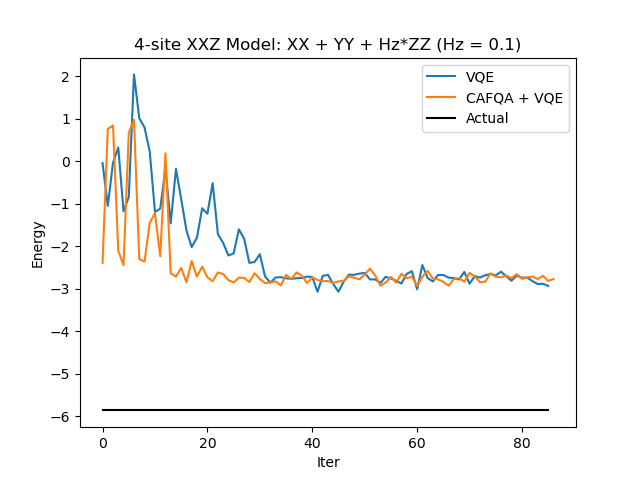 4-site XXZ Model: XX + YY + Hz*ZZ (Hz = 0.1)
VQE
CAFQA + VQE
Actual
Energy
2
1
0
−1
−2
−3
−4
−5
−6
0 20 40 60 80
Iter